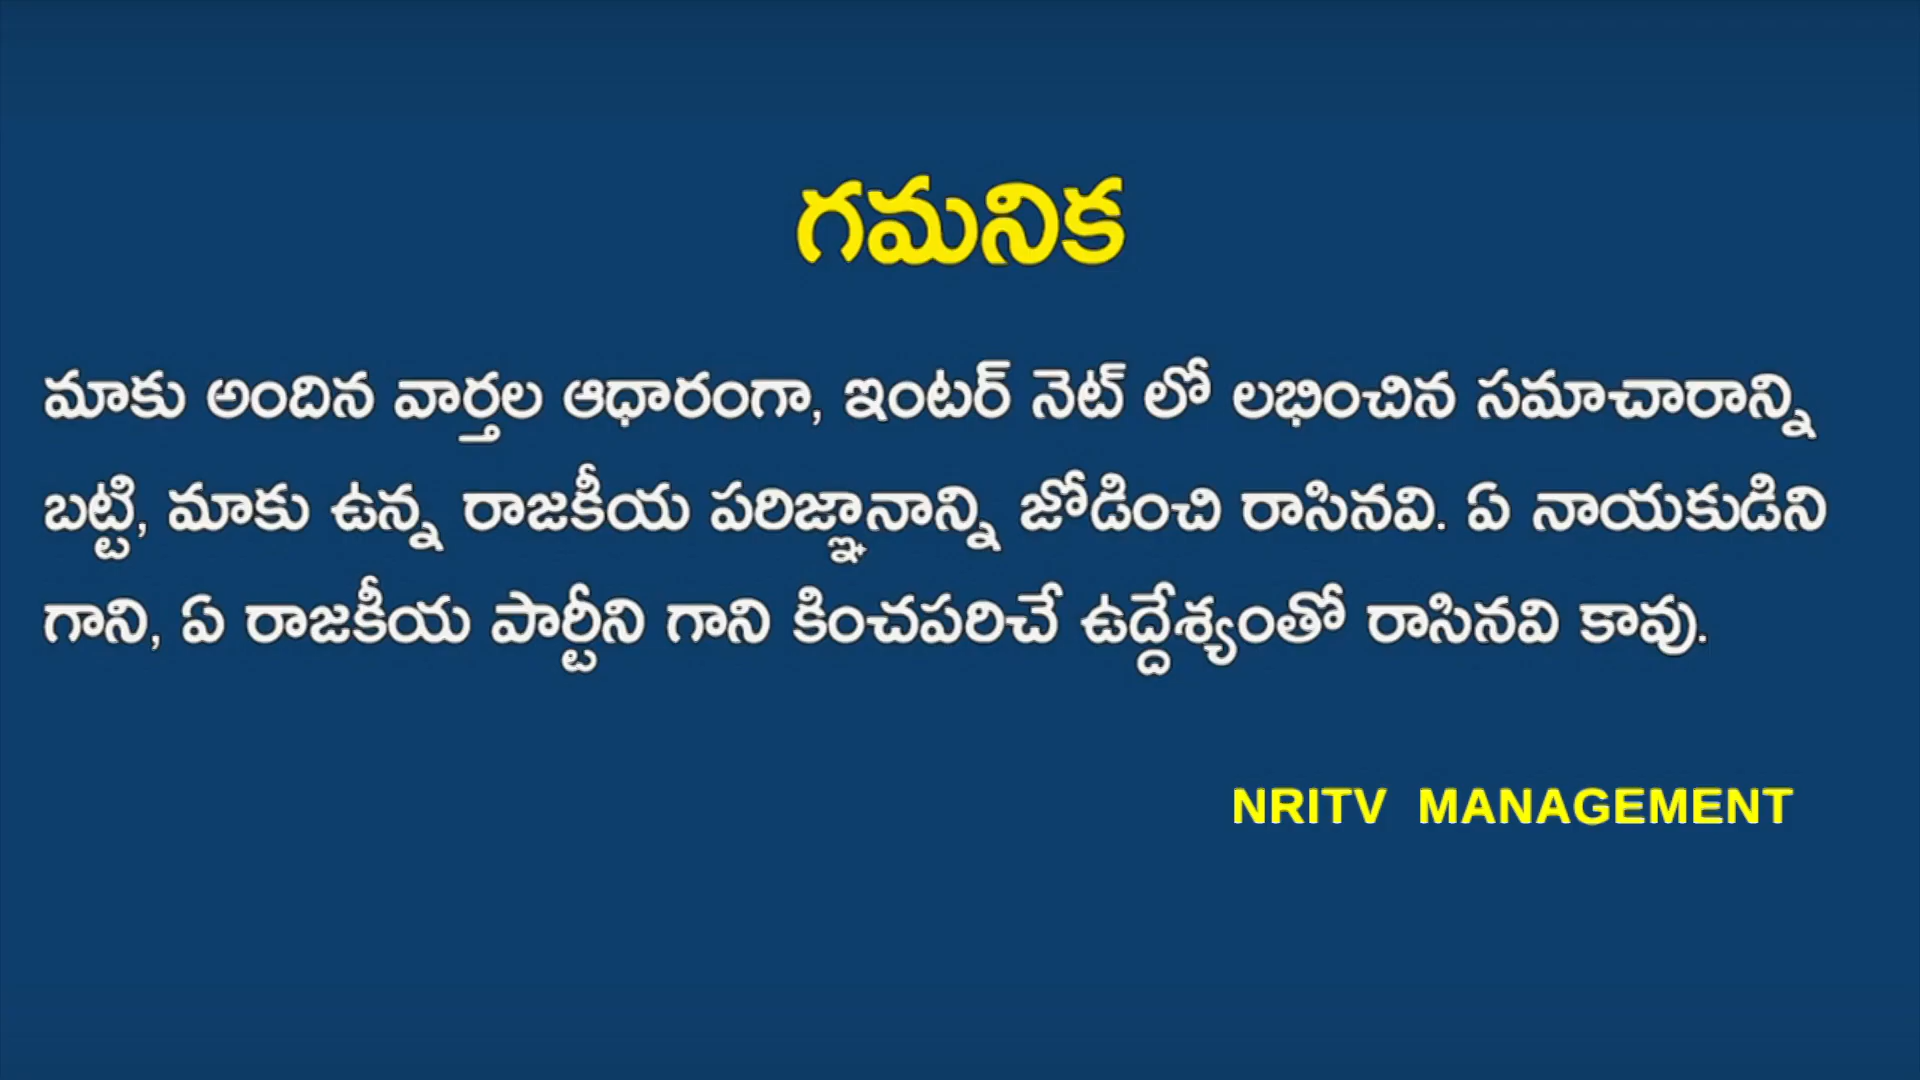 గమనిక
మాకు అందిన వార్తల ఆధారంగా, ఇంటర్ నెట్ లో లభించిన సమాచారాన్ని
బట్టి, మాకు ఉన్న రాజకీయ పరిజ్ఞానాన్ని జోడించి రాసినవి. ఏ నాయకుడిని
గాని, ఏ రాజకీయ పార్టీని గాని కించపరిచే ఉద్దేశ్యంతో రాసినవి కావు.
NRITV MANAGEMENT